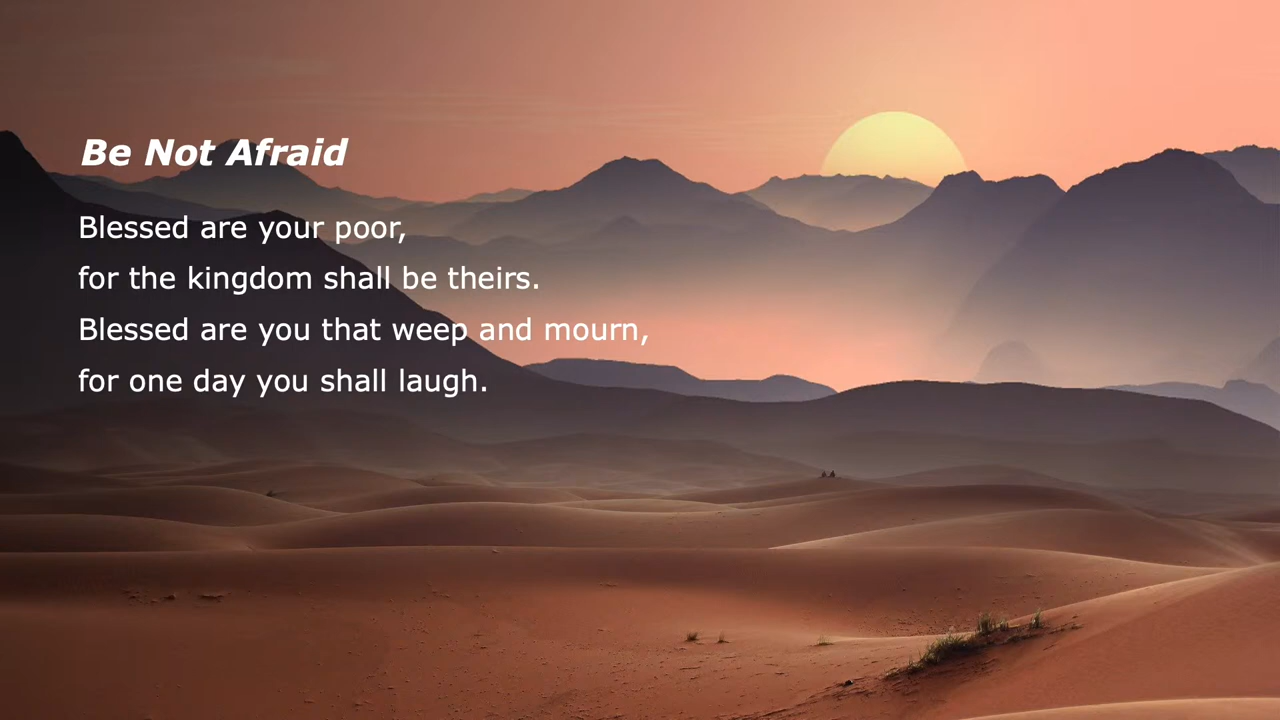 Be Not Afraid
Blessed are your poor,
for the kingdom shall be theirs.
Blessed are you that weep and mourn,
for one day you shall laugh.